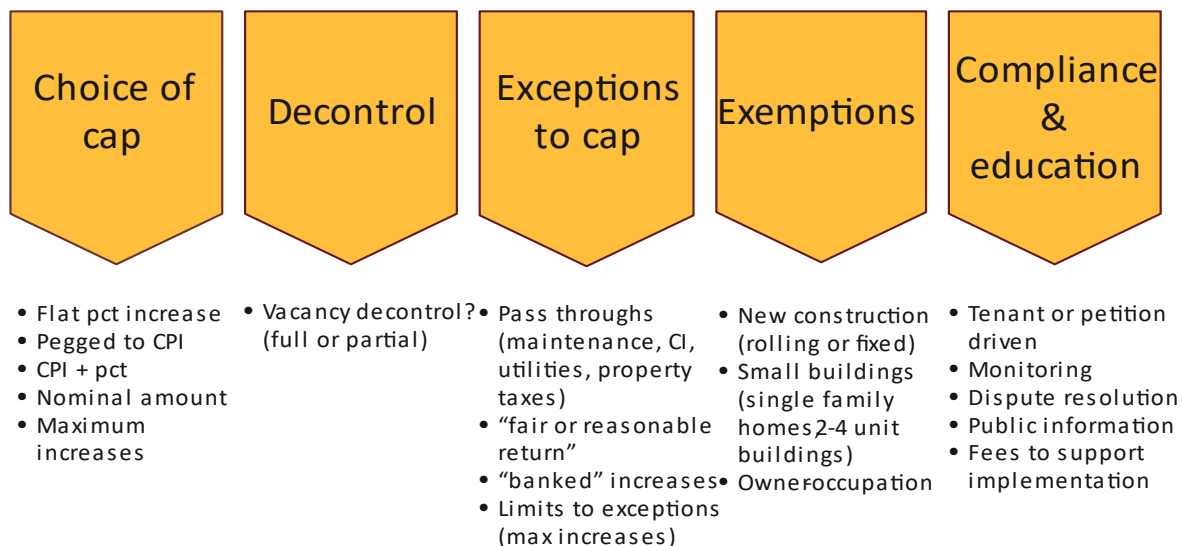 Choice of
cap
Decontrol
Exceptions
to cap
Exemptions
Compliance
&
education
• Flat pct increase
• Pegged to CPI
• CPI + pct
• Nominal amount
• Maximum
increases
• Vacancy decontrol?
(full or partial)
• Pass throughs
(maintenance, CI,
utilities, property
taxes)
• “fair or reasonable
return”
• “banked” increases
• Limits to exceptions
(max increases)
• New construction
(rolling or fixed)
• Small buildings
(single family
homes,2-4 unit
buildings)
• Owner-occupation
• Tenant or petition
driven
• Monitoring
• Dispute resolution
• Public information
• Fees to support
implementation